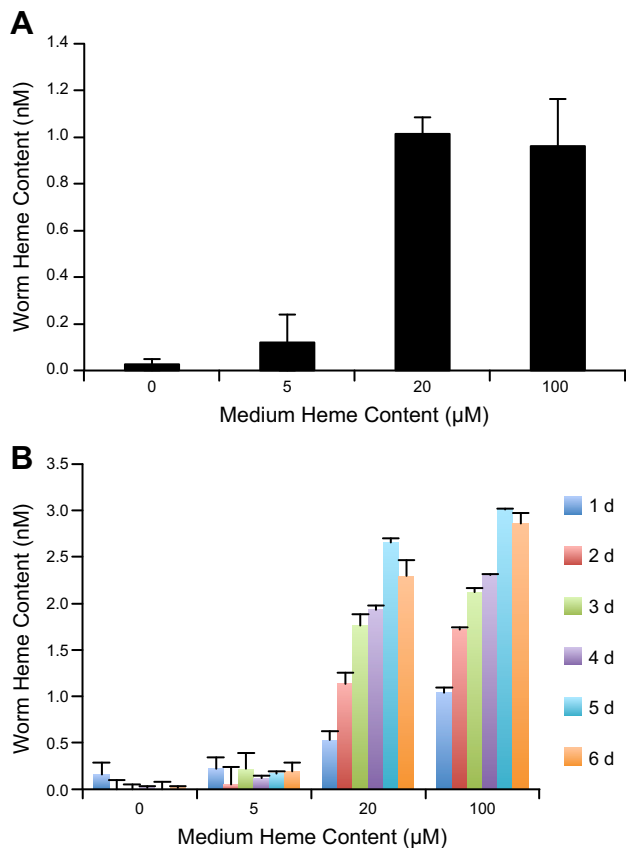 A
Worm Heme Content (nM)
1.4
1.2
1.0
0.8
0.6
0.4
0.2
0.0
0 5 20 100
Medium Heme Content (µM)
B
Worm Heme Content (nM)
3.5
3.0
2.5
2.0
1.5
1.0
0.5
0.0
0 5 20 100
Medium Heme Content (µM)
1 d
2 d
3 d
4 d
5 d
6 d